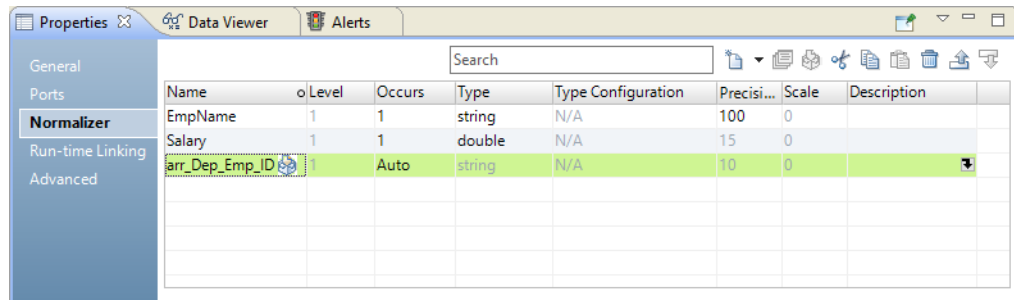 Properties Data Viewer Alerts
Search
General
Ports
Normalizer
Run-time Linking
Advanced
Name Level Occurs Type Type Configuration Precisi... Scale Description
EmpName 1 1 string N/A 100 0
Salary 1 1 double N/A 15 0
arr_Dep_Emp_ID 1 Auto string N/A 10 0